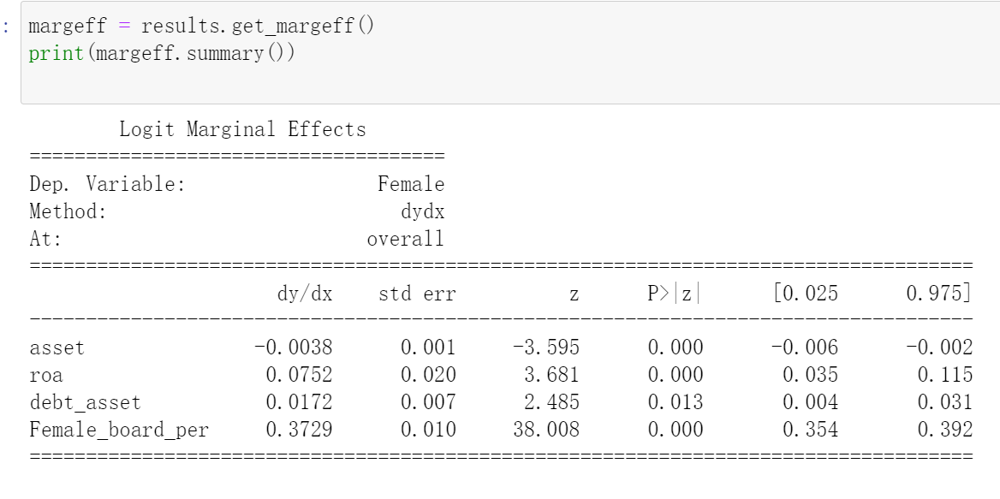 : margeff = results.get_margeff()
print(margeff.summary())
Logit Marginal Effects
=====================================
Dep. Variable: Female
Method: dydx
At: overall
====================================================================================
dy/dx std err z P>|z| [0.025 0.975]
------------------------------------------------------------------------------------
asset -0.0038 0.001 -3.595 0.000 -0.006 -0.002
roa 0.0752 0.020 3.681 0.000 0.035 0.115
debt_asset 0.0172 0.007 2.485 0.013 0.004 0.031
Female_board_per 0.3729 0.010 38.008 0.000 0.354 0.392
====================================================================================